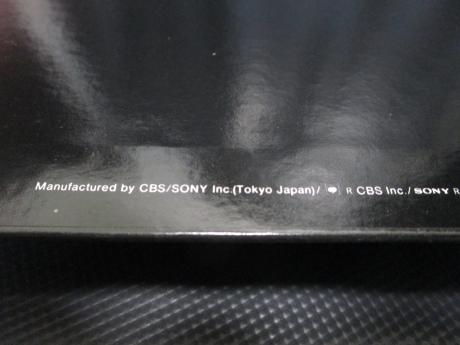 Manufactured by CBS/SONY Inc.(Tokyo Japan)/ R CBS Inc./SONY R